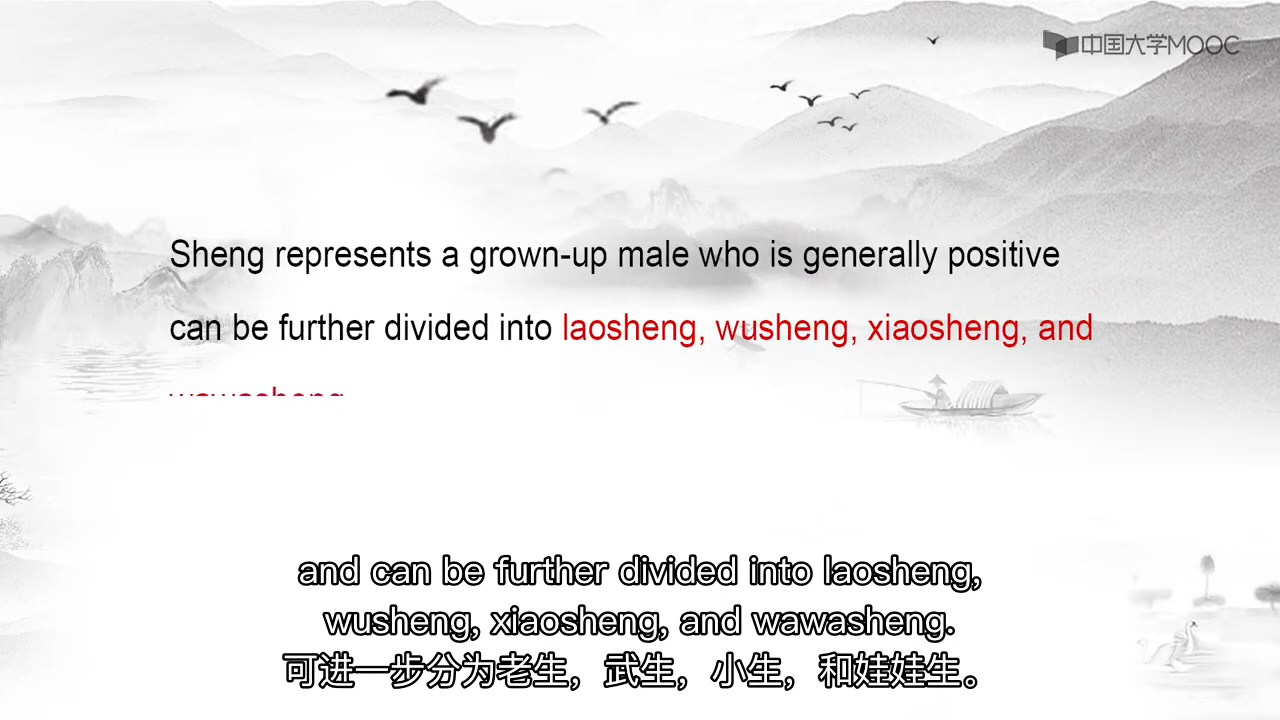 中国大学MOOC
Sheng represents a grown-up male who is generally positive
can be further divided into laosheng, wusheng, xiaosheng, and
wawasheng
and can be further divided into laosheng,
wusheng, xiaosheng, and wawasheng.
可进一步分为老生，武生，小生，和娃娃生。